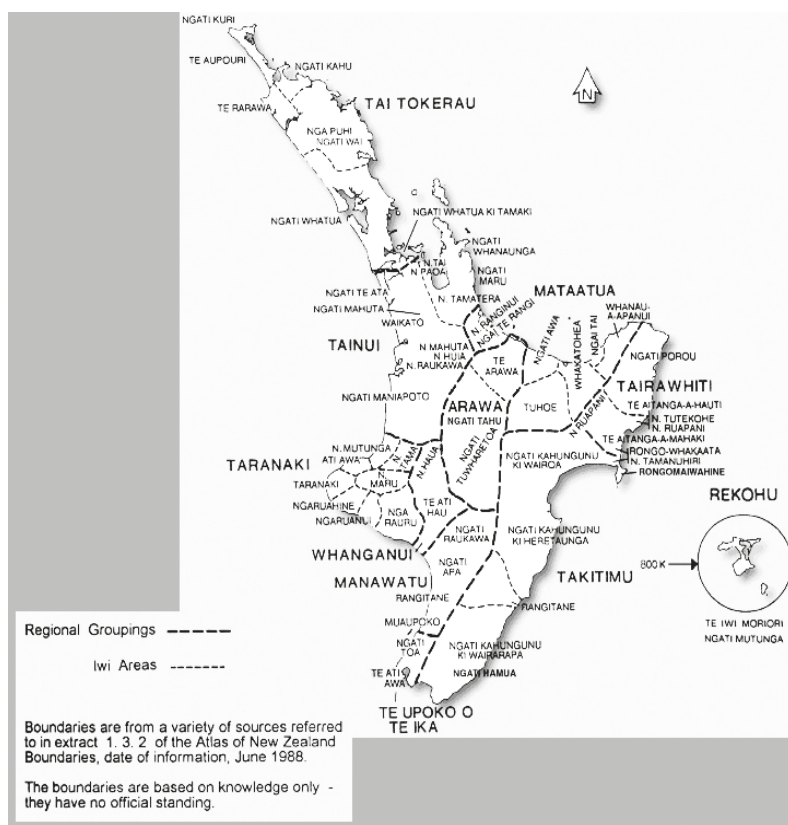 NGATI KURI
TE AUPOURI
NGATI KAHU
TE RARAWA
TAI TOKERAU
N
NGA PUHI
NGATI WAI
NGATI WHATUA
NGATI WHATUA KI TAMAKI
NGATI
WHANAUNGA
N. TAI
N PAOA
NGATI
MARU
NGATI TE ATA
N. TAMATERA
MATAATUA
NGATI MAHUTA
WAIKATO
N. RANGINUI
NGAI TE RANGI
NGATI AWA
WHAKATOHEA
NGAI TAI
WHANAU-
A-APANUI
TAINUI
N. MAHUTA
N HUIA
N. RAUKAWA
TE
ARAWA
NGATI POROU
TAIRAWHITI
NGATI MANIAPOTO
ARAWA
NGATI TAHU
TUHOE
N RUAPANI
TE AITANGA-A-HAUTI
N. TUTEKOHE
N. RUAPANI
TE AITANGA-A-MAHAKI
RONGO-WHAKAATA
N. TAMANUHIRI
RONGOMAIWAHINE
N. MUTUNGA
ATI AWA
N.
TAMA
N.HAUA
NGATI
TUWHARETOA
NGATI KAHUNGUNU
KI WAIROA
TARANAKI
TARANAKI
N.
MARU
NGARUAHINE
NGARUANUI
NGA
RAURU
TE ATI
HAU
REKOHU
NGATI
RAUKAWA
NGATI KAHUNGUNU
KI HERETAUNGA
WHANGANUI
MANAWATU
NGATI
APA
TAKITIMU
800K
RANGITANE
RANGITANE
TE IWI MORIORI
NGATI MUTUNGA
MUAUPOKO
NGATI
TOA
NGATI KAHUNGUNU
KI WAIRARAPA
NGATI HAMUA
TE ATI
AWA
TE UPOKO O
TE IKA
Regional Groupings
Iwi Areas
Boundaries are from a variety of sources referred
to in extract 1. 3. 2 of the Atlas of New Zealand
Boundaries, date of information, June 1988.
The boundaries are based on knowledge only -
they have no official standing.